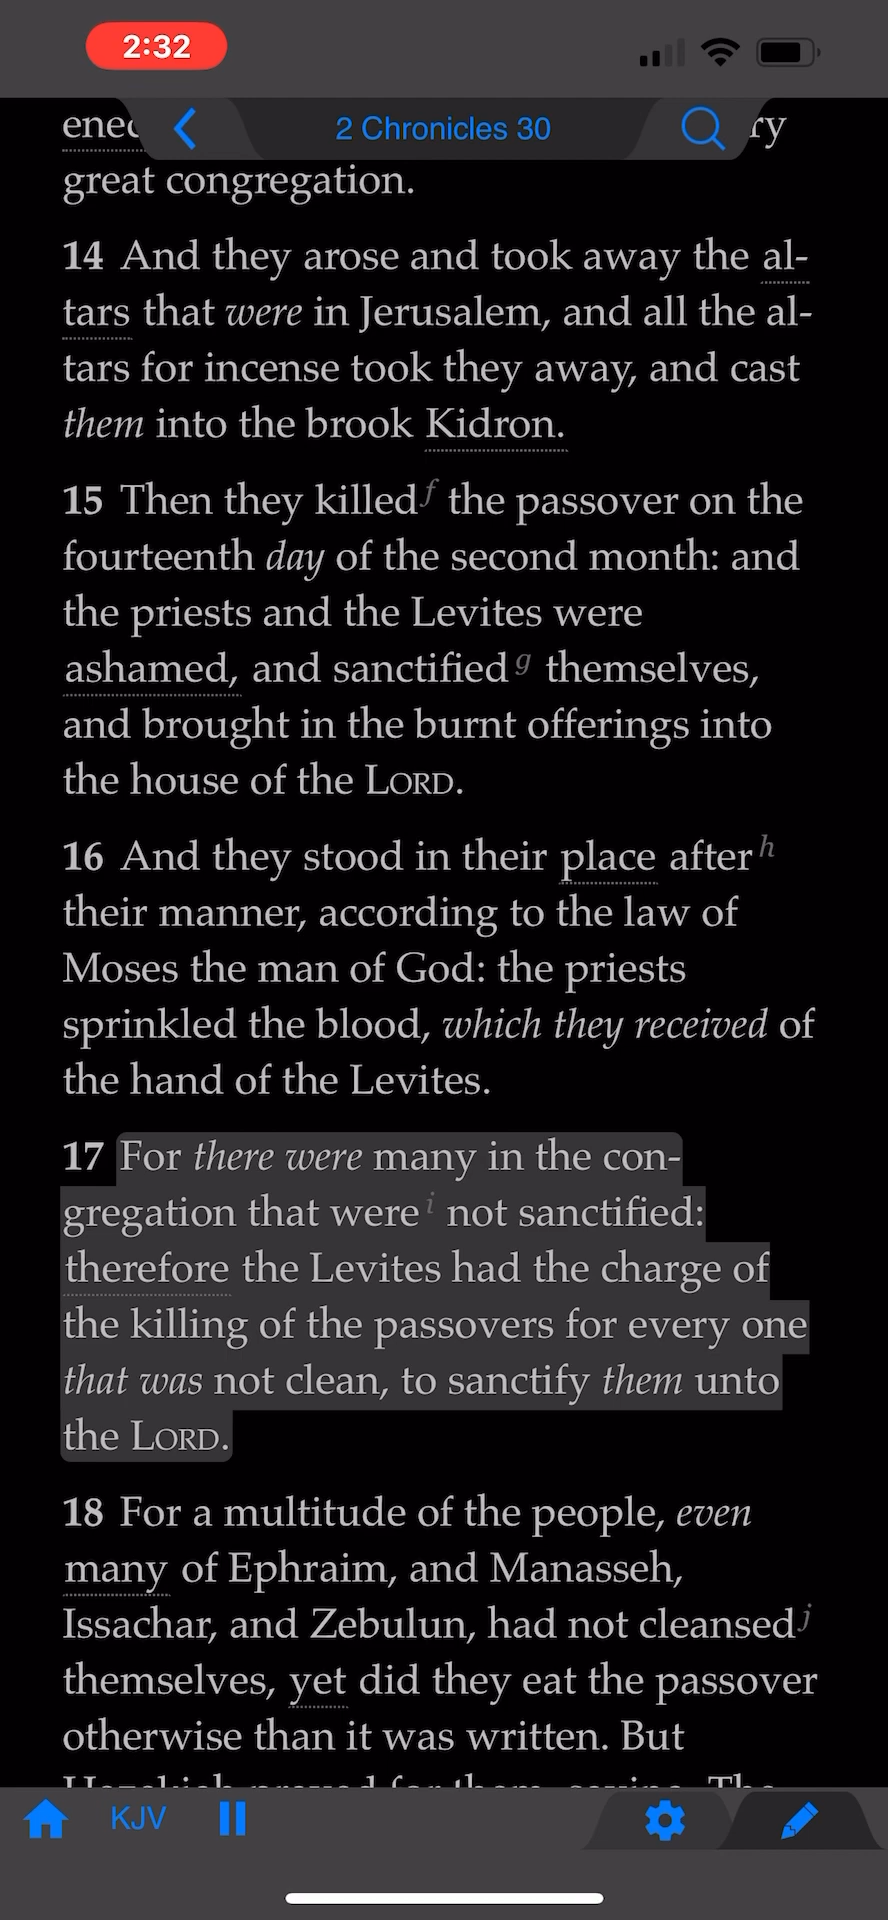 2:32
2 Chronicles 30
great congregation.
14 And they arose and took away the al-
tars that were in Jerusalem, and all the al-
tars for incense took they away, and cast
them into the brook Kidron.
15 Then they killed f the passover on the
fourteenth day of the second month: and
the priests and the Levites were
ashamed, and sanctified g themselves,
and brought in the burnt offerings into
the house of the LORD.
16 And they stood in their place after h
their manner, according to the law of
Moses the man of God: the priests
sprinkled the blood, which they received of
the hand of the Levites.
17 For there were many in the con-
gregation that were i not sanctified:
therefore the Levites had the charge of
the killing of the passovers for every one
that was not clean, to sanctify them unto
the LORD.
18 For a multitude of the people, even
many of Ephraim, and Manasseh,
Issachar, and Zebulun, had not cleansed j
themselves, yet did they eat the passover
otherwise than it was written. But
KJV